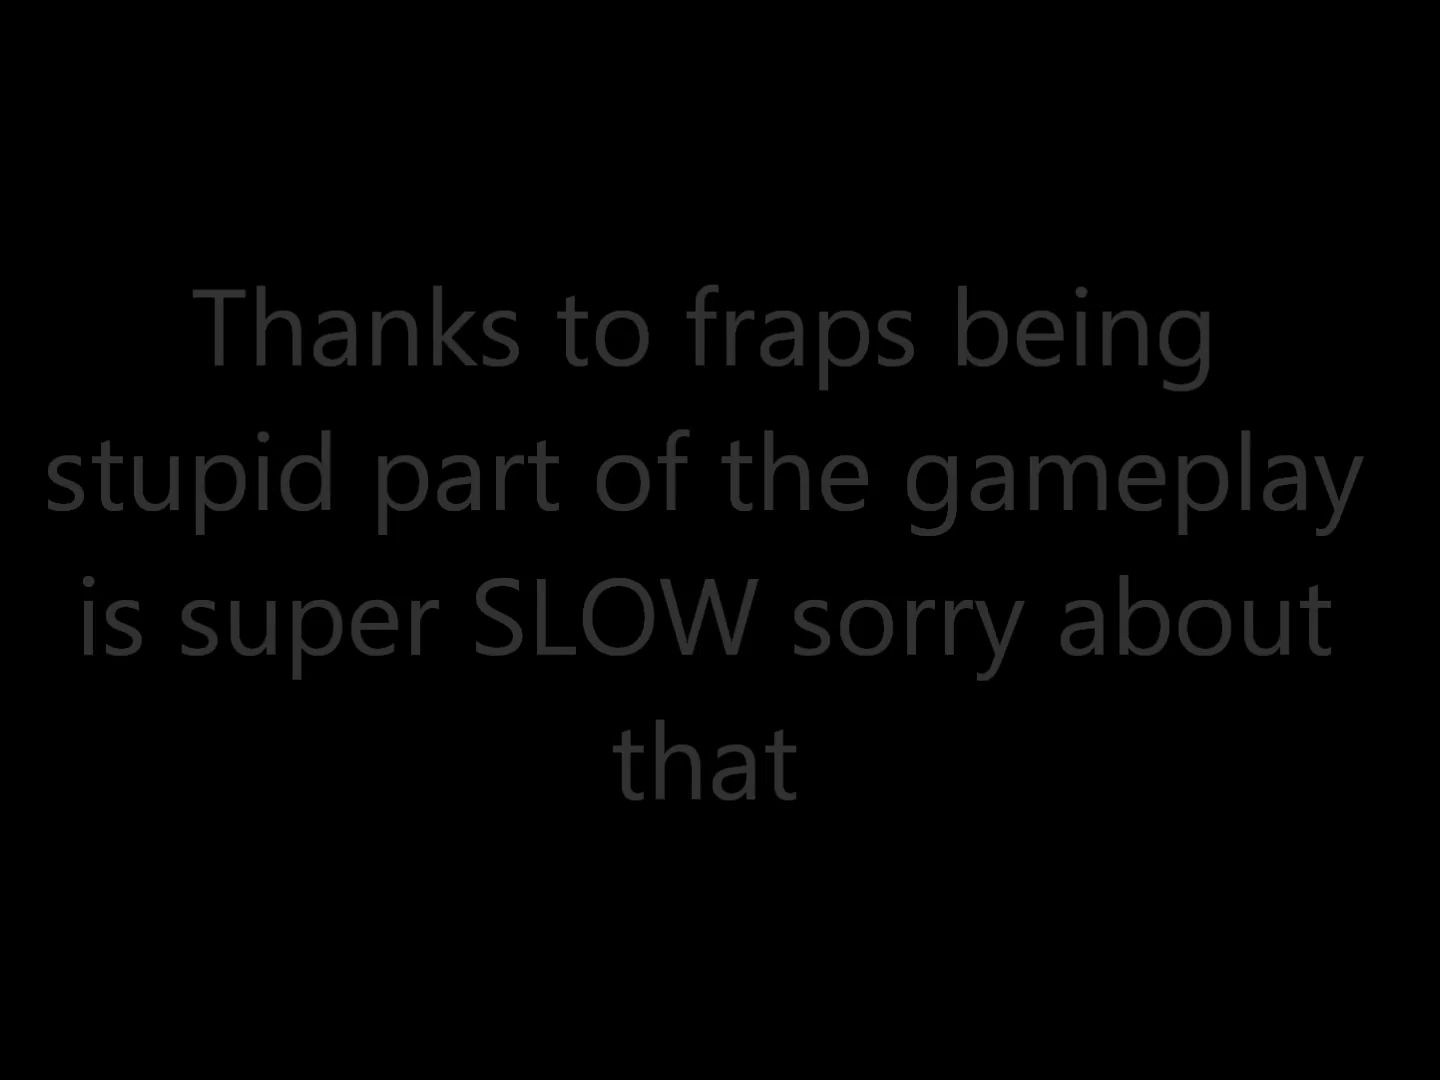 Thanks to fraps being
stupid part of the gameplay
is super SLOW sorry about
that